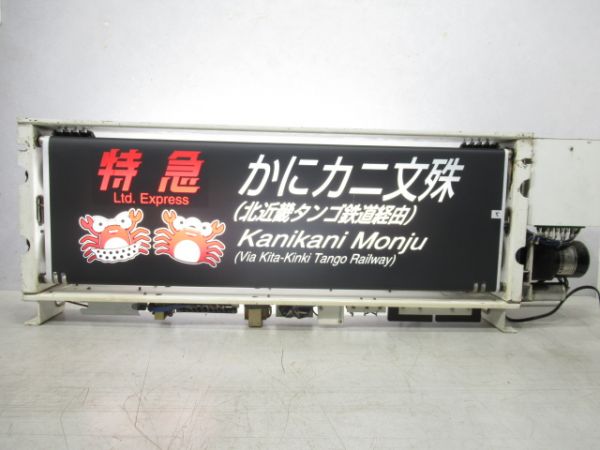 特急
Ltd. Express
かにカニ文殊
(北近畿タンゴ鉄道経由)
Kanikani Monju
(Via Kita-Kinki Tango Railway)